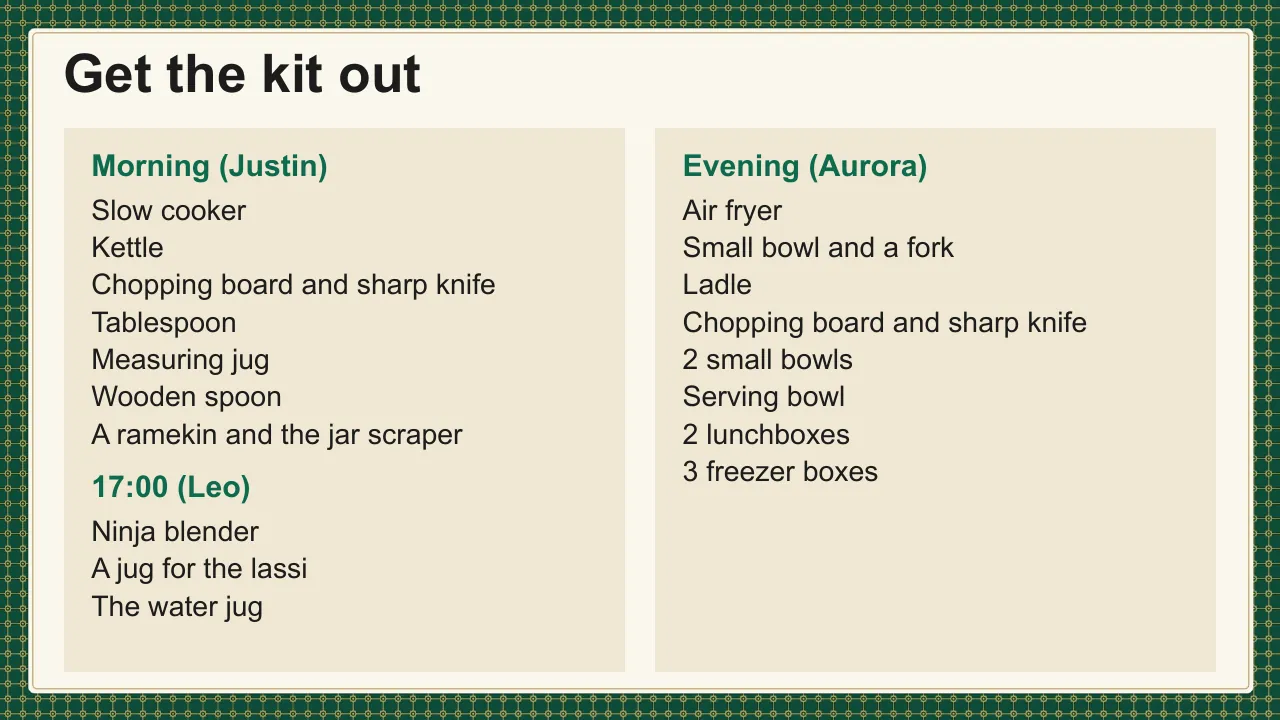 Get the kit out
Morning (Justin)
Slow cooker
Kettle
Chopping board and sharp knife
Tablespoon
Measuring jug
Wooden spoon
A ramekin and the jar scraper
17:00 (Leo)
Ninja blender
A jug for the lassi
The water jug
Evening (Aurora)
Air fryer
Small bowl and a fork
Ladle
Chopping board and sharp knife
2 small bowls
Serving bowl
2 lunchboxes
3 freezer boxes